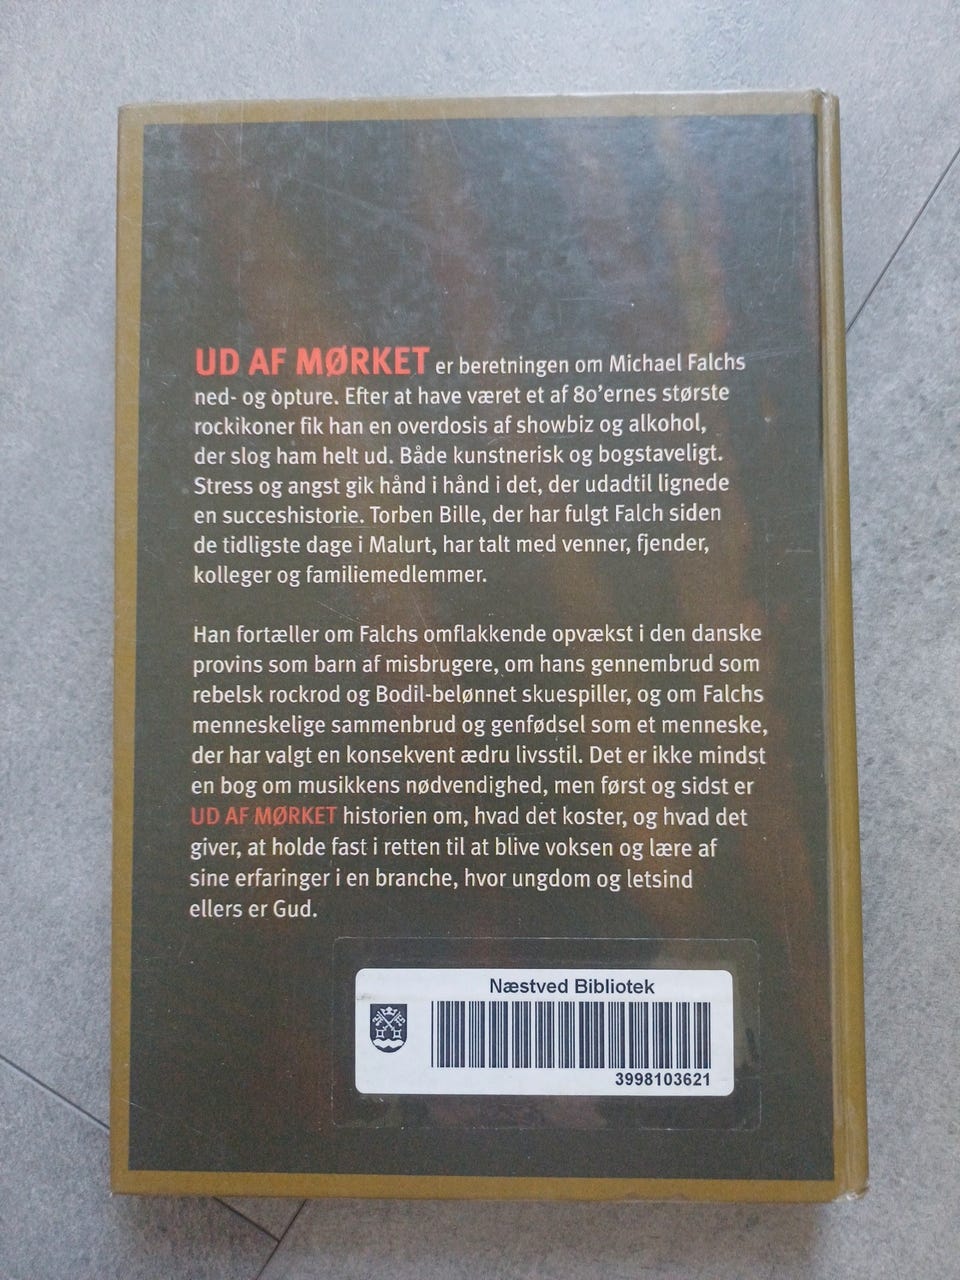 UD AF MØRKET er beretningen om Michael Falchs
ned- og opture. Efter at have været et af 80'ernes største
rockikoner fik han en overdosis af showbiz og alkohol,
der slog ham helt ud. Både kunstnerisk og bogstaveligt.
Stress og angst gik hånd i hånd i det, der udadtil lignede
en succeshistorie. Torben Bille, der har fulgt Falch siden
de tidligste dage i Malurt, har talt med venner, fjender,
kolleger og familiemedlemmer.
Han fortæller om Falchs omflakkende opvækst i den danske
provins som barn af misbrugere, om hans gennembrud som
rebelsk rockrod og Bodil-belønnet skuespiller, og om Falchs
menneskelige sammenbrud og genfødsel som et menneske,
der har valgt en konsekvent ædru livsstil. Det er ikke mindst
en bog om musikkens nødvendighed, men først og sidst er
UD AF MØRKET historien om, hvad det koster, og hvad det
giver, at holde fast i retten til at blive voksen og lære af
sine erfaringer i en branche, hvor ungdom og letsind
ellers er Gud.
Næstved Bibliotek
3998103621